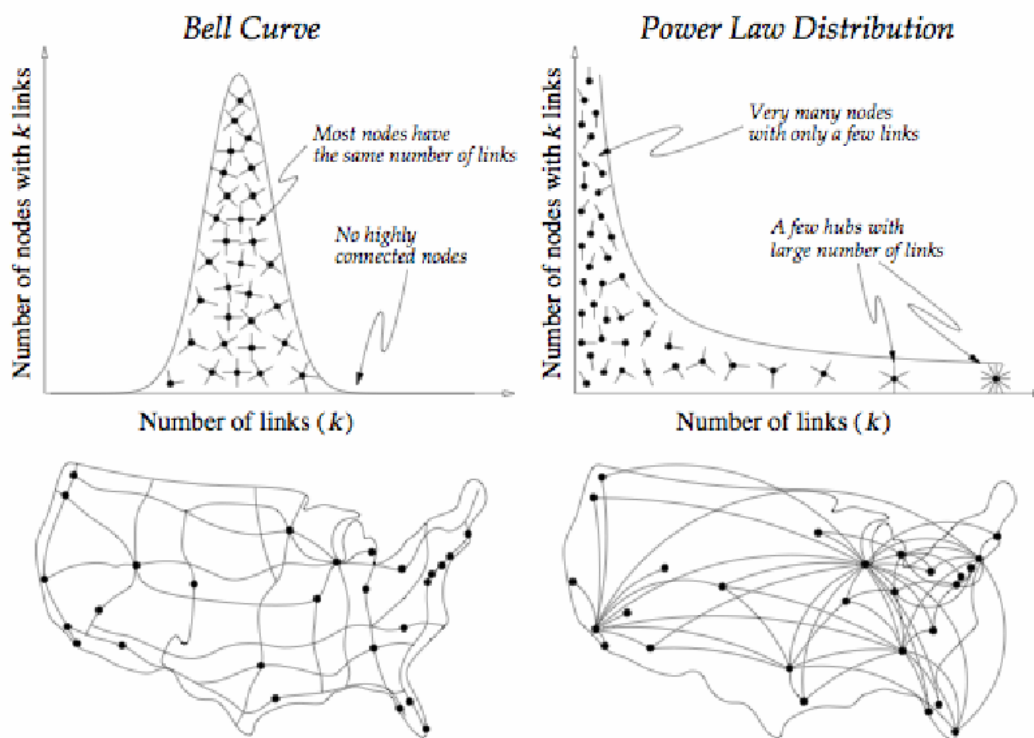 Bell Curve
Number of nodes with k links
Most nodes have
the same number of links
No highly
connected nodes
Number of links (k)
Power Law Distribution
Number of nodes with k links
Very many nodes
with only a few links
A few hubs with
large number of links
Number of links (k)